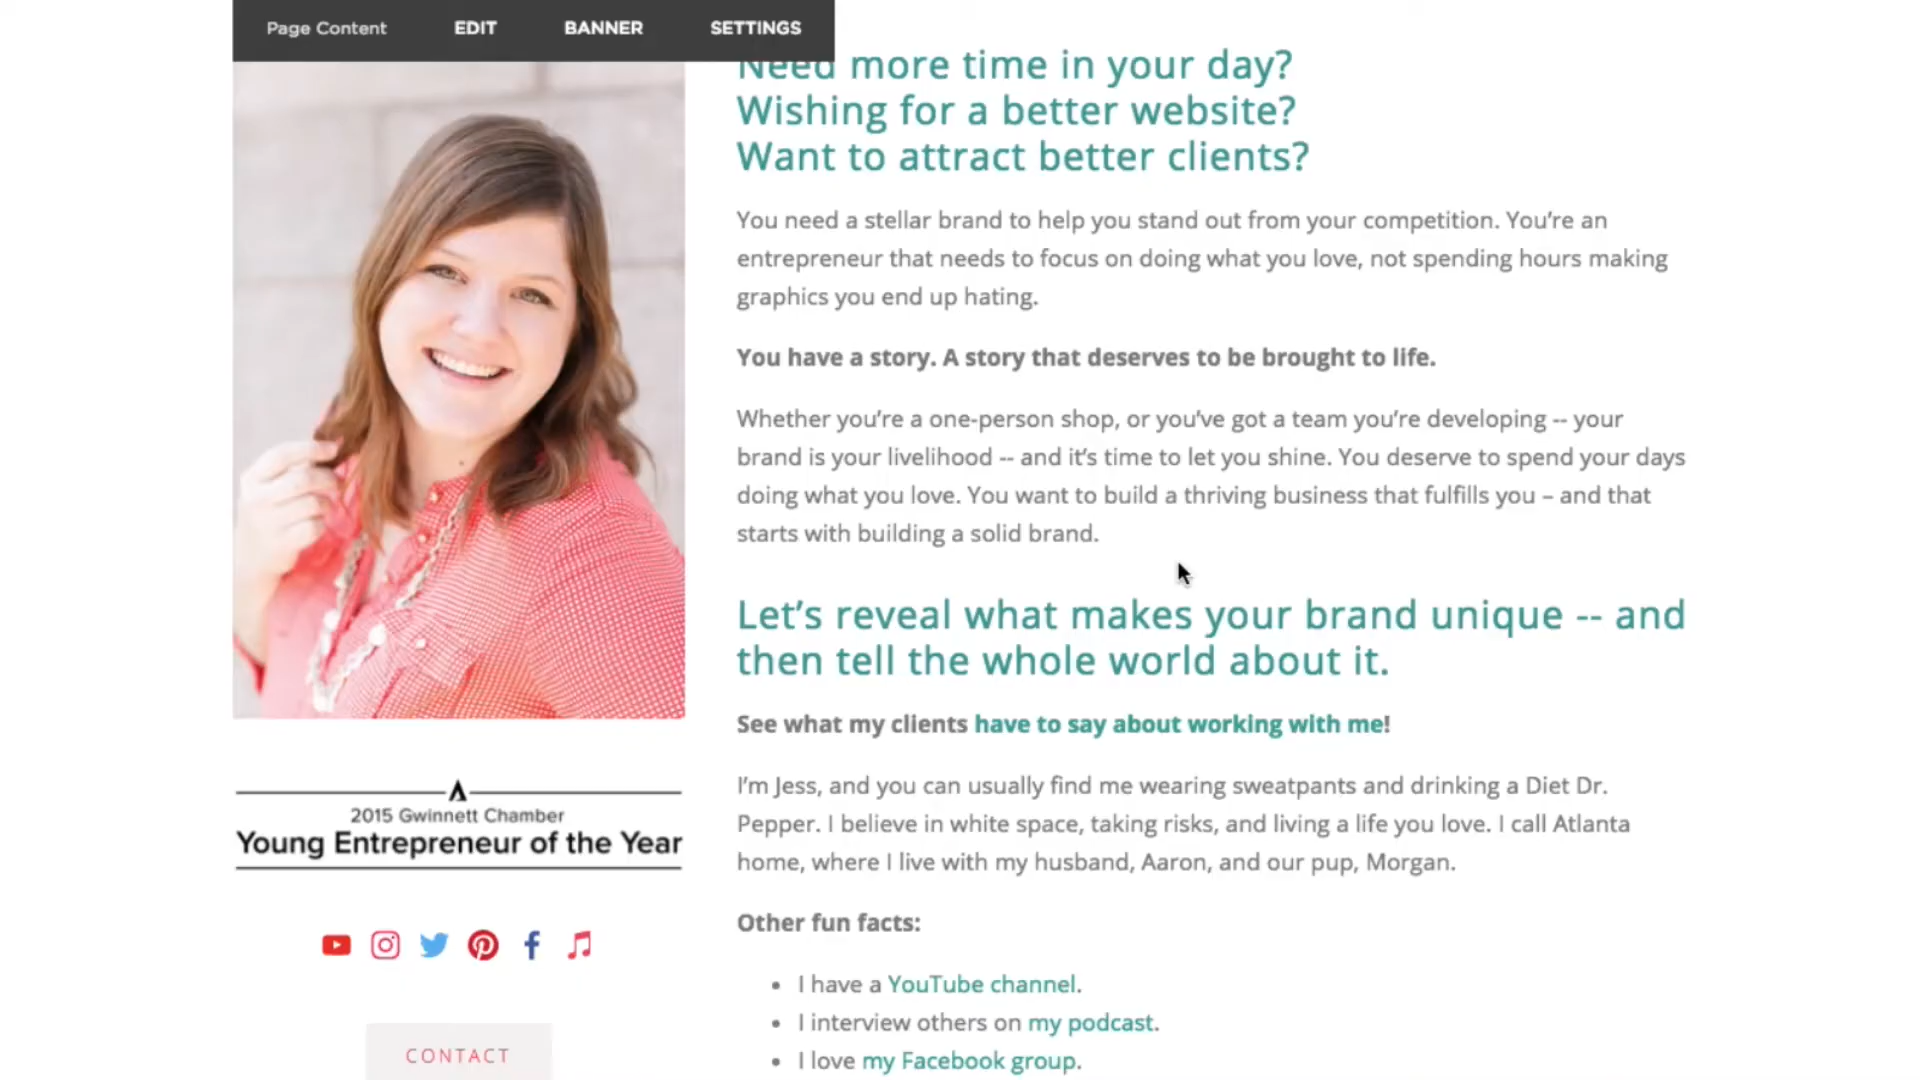 Page Content EDIT BANNER SETTINGS
Need more time in your day?
Wishing for a better website?
Want to attract better clients?
You need a stellar brand to help you stand out from your competition. You’re an
entrepreneur that needs to focus on doing what you love, not spending hours making
graphics you end up hating.
You have a story. A story that deserves to be brought to life.
Whether you’re a one-person shop, or you’ve got a team you’re developing -- your
brand is your livelihood -- and it’s time to let you shine. You deserve to spend your days
doing what you love. You want to build a thriving business that fulfills you – and that
starts with building a solid brand.
Let’s reveal what makes your brand unique -- and
then tell the whole world about it.
See what my clients have to say about working with me!
I’m Jess, and you can usually find me wearing sweatpants and drinking a Diet Dr.
Pepper. I believe in white space, taking risks, and living a life you love. I call Atlanta
home, where I live with my husband, Aaron, and our pup, Morgan.
Other fun facts:
• I have a YouTube channel.
• I interview others on my podcast.
• I love my Facebook group.
2015 Gwinnett Chamber
Young Entrepreneur of the Year
CONTACT